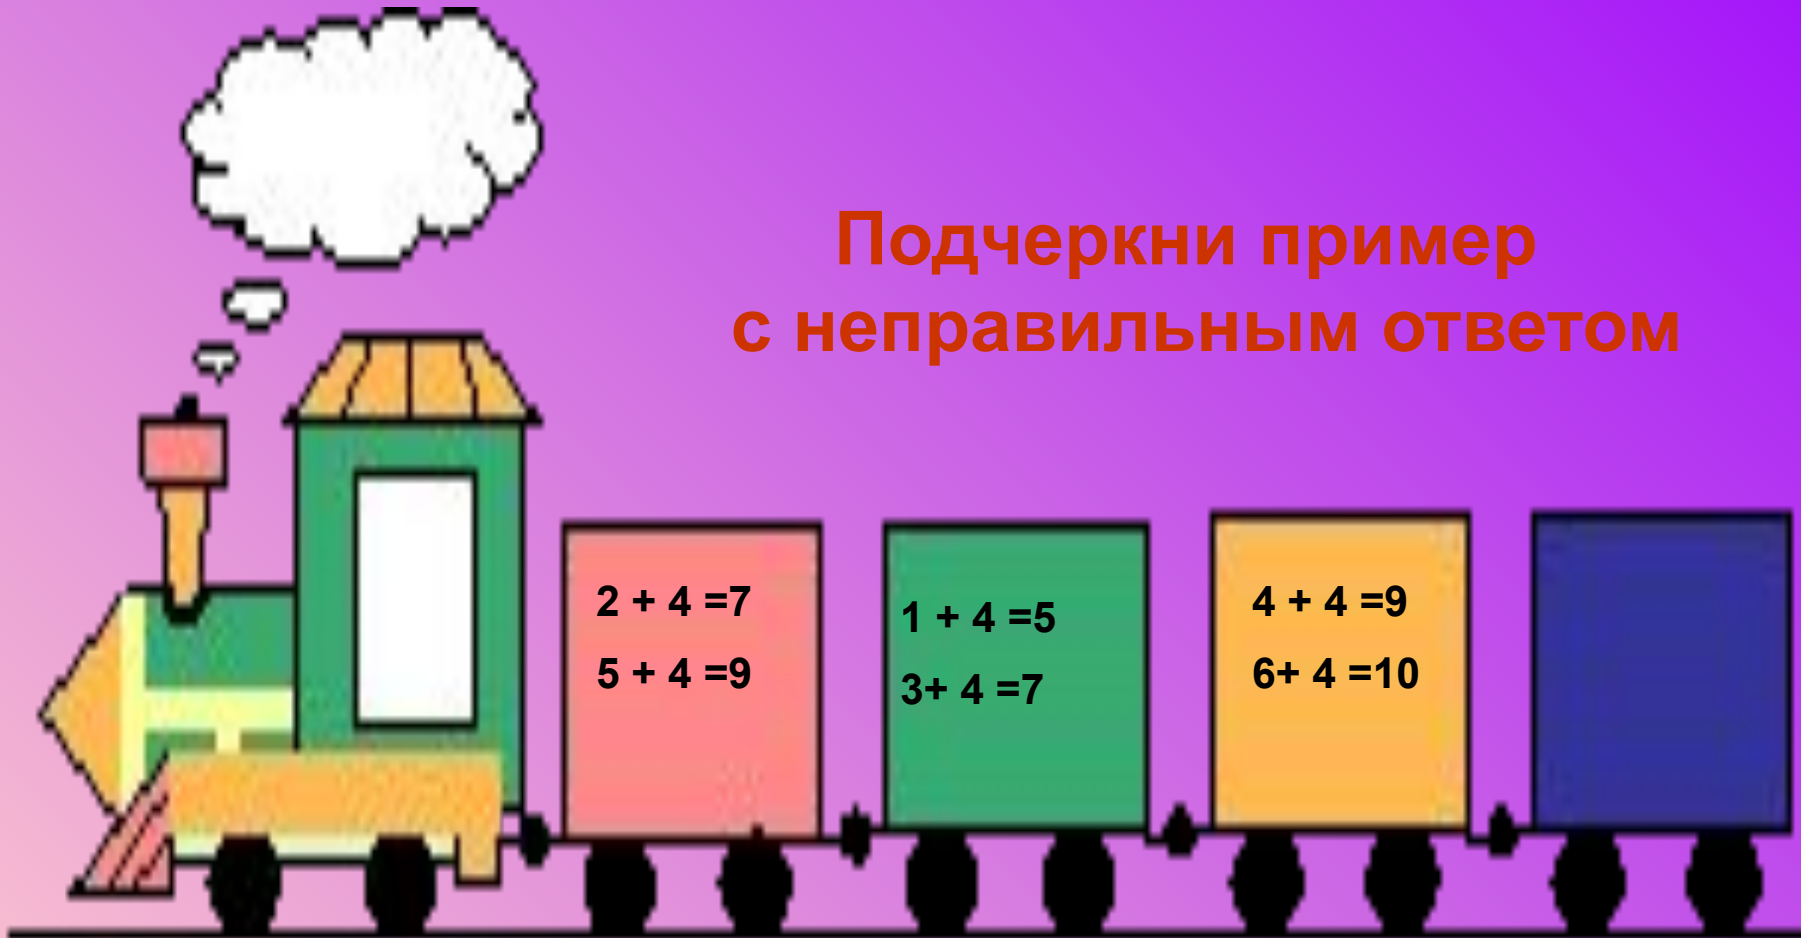 Подчеркни пример
с неправильным ответом
2 + 4 =7
5 + 4 =9
1 + 4 =5
3+ 4 =7
4 + 4 =9
6+ 4 =10